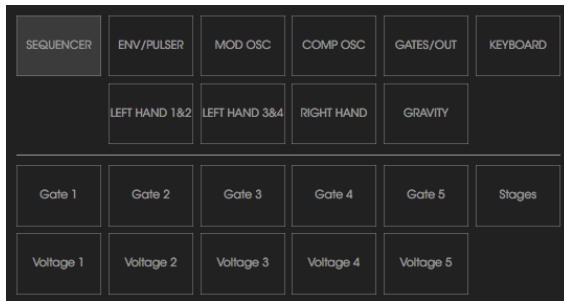 SEQUENCER ENV/PULSER MOD OSC COMP OSC GATES/OUT KEYBOARD
LEFT HAND 1&2 LEFT HAND 3&4 RIGHT HAND GRAVITY
Gate 1 Gate 2 Gate 3 Gate 4 Gate 5 Stages
Voltage 1 Voltage 2 Voltage 3 Voltage 4 Voltage 5